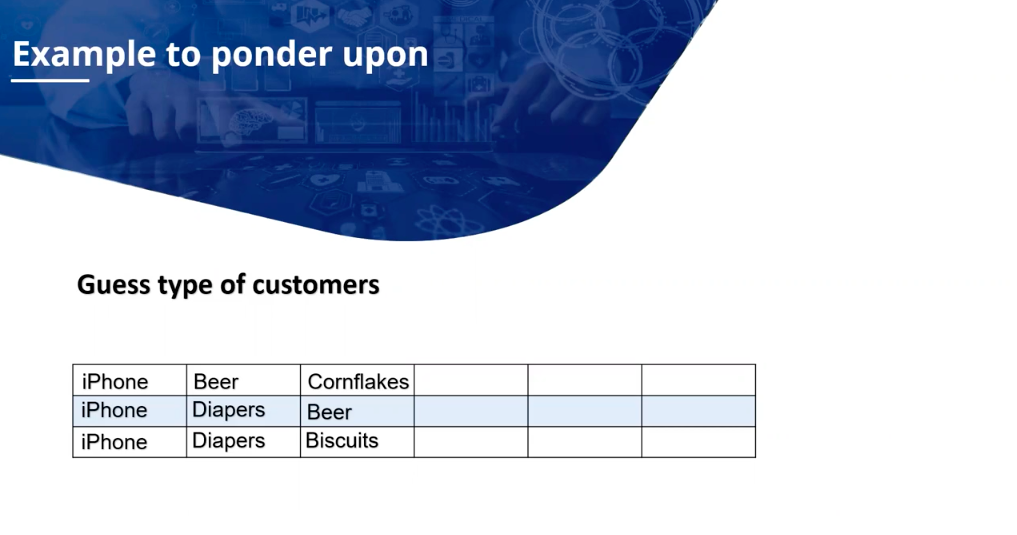 Example to ponder upon
Guess type of customers
iPhone Beer Cornflakes
iPhone Diapers Beer
iPhone Diapers Biscuits